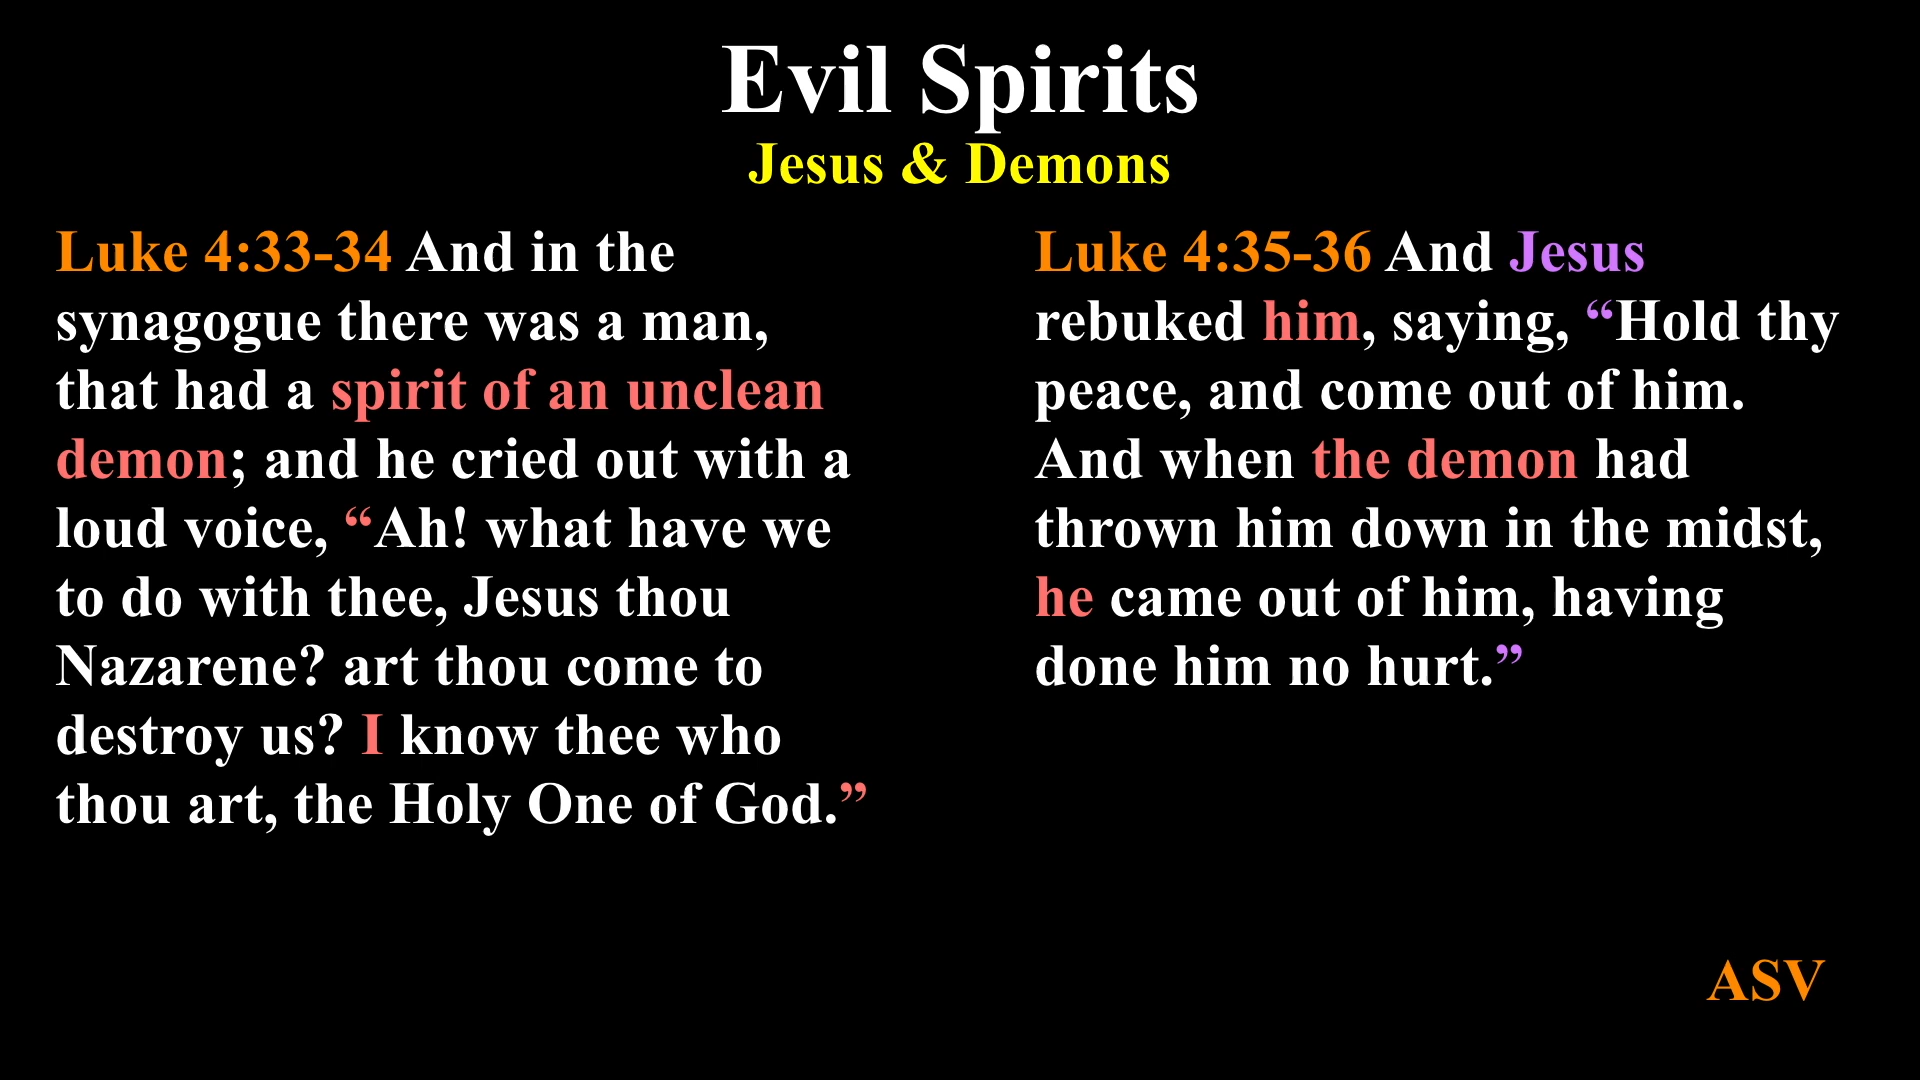 Evil Spirits
Jesus & Demons
Luke 4:33-34 And in the
synagogue there was a man,
that had a spirit of an unclean
demon; and he cried out with a
loud voice, “Ah! what have we
to do with thee, Jesus thou
Nazarene? art thou come to
destroy us? I know thee who
thou art, the Holy One of God.”
Luke 4:35-36 And Jesus
rebuked him, saying, “Hold thy
peace, and come out of him.
And when the demon had
thrown him down in the midst,
he came out of him, having
done him no hurt.”
ASV